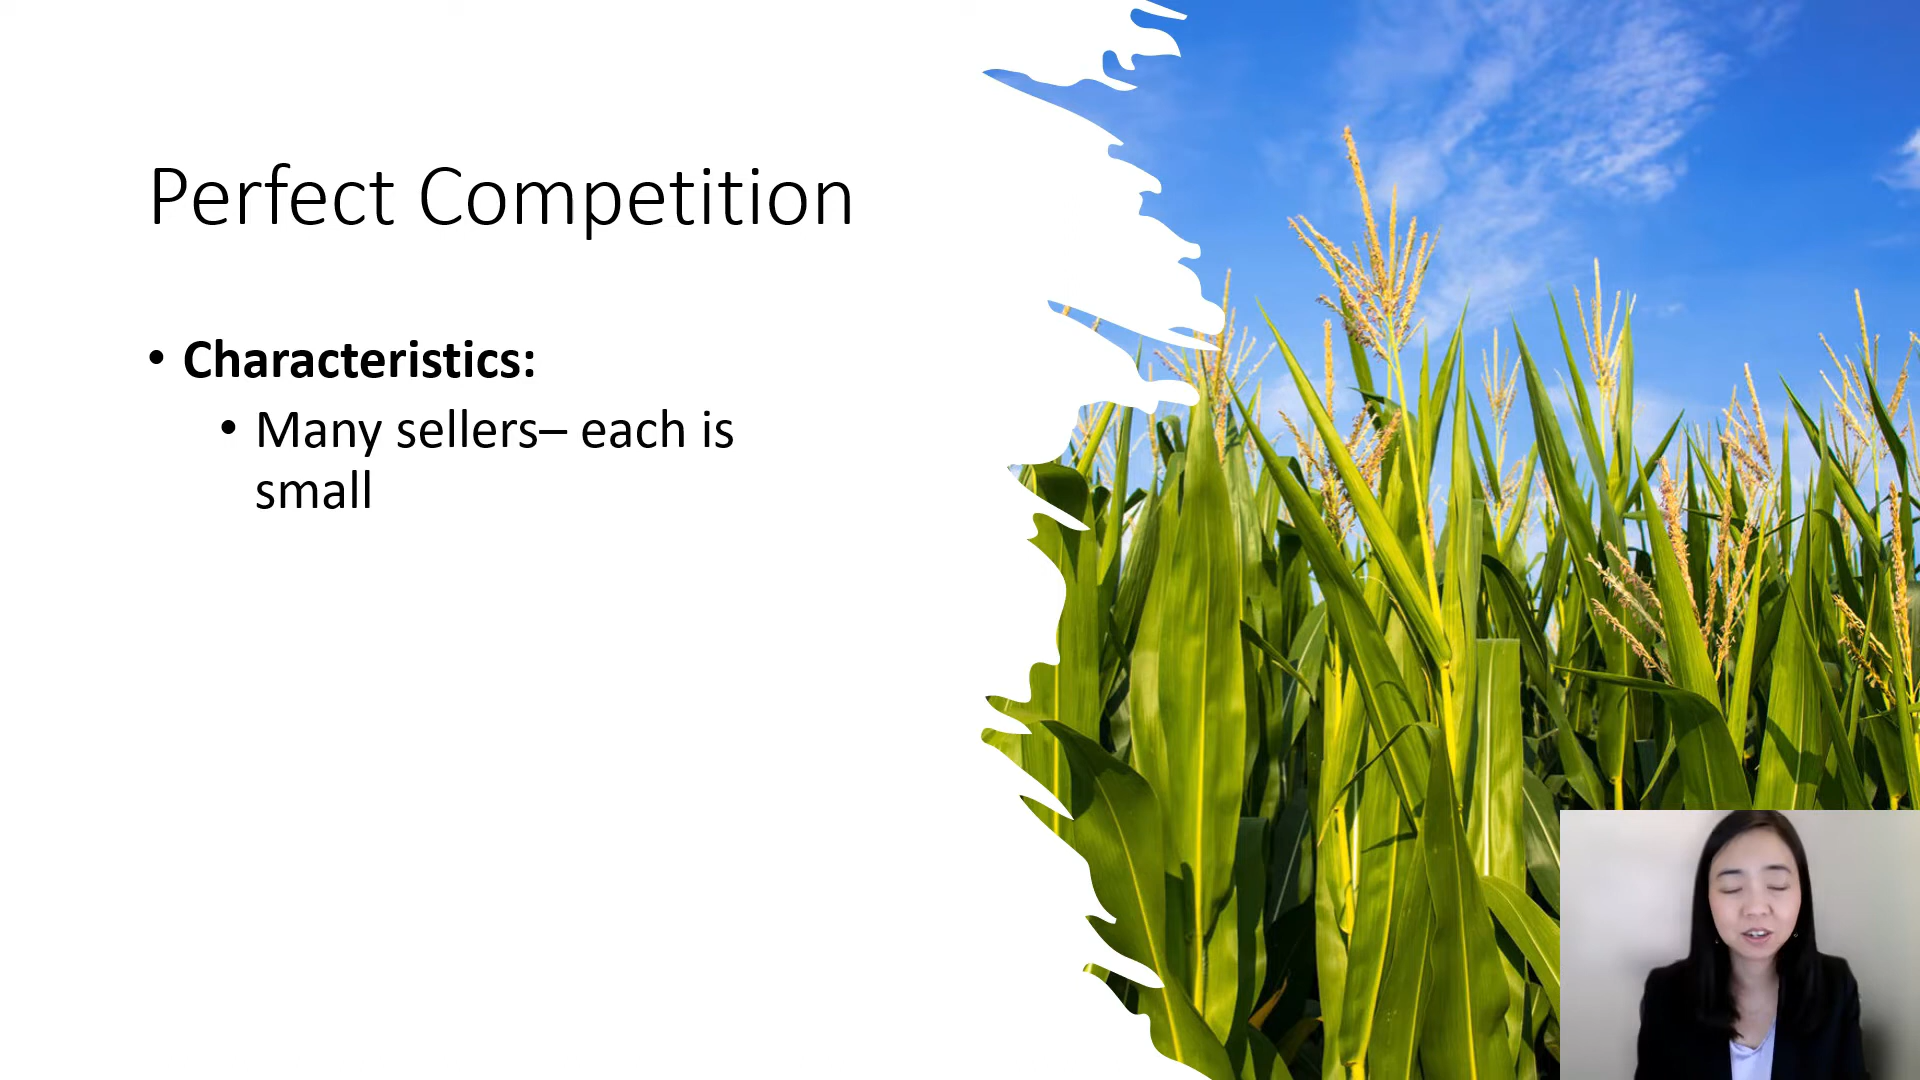 Perfect Competition
• Characteristics:
• Many sellers– each is
small